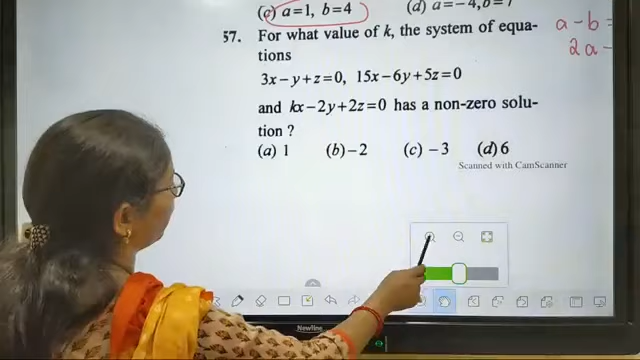 (c) a=1, b=4 (d) a=−4, b=
57. For what value of k, the system of equa- a − b =
tions 2a −
3x−y+z=0, 15x−6y+5z=0
and kx−2y+2z=0 has a non-zero solu-
tion ?
(a) 1 (b) −2 (c) −3 (d) 6
Scanned with CamScanner
Newline